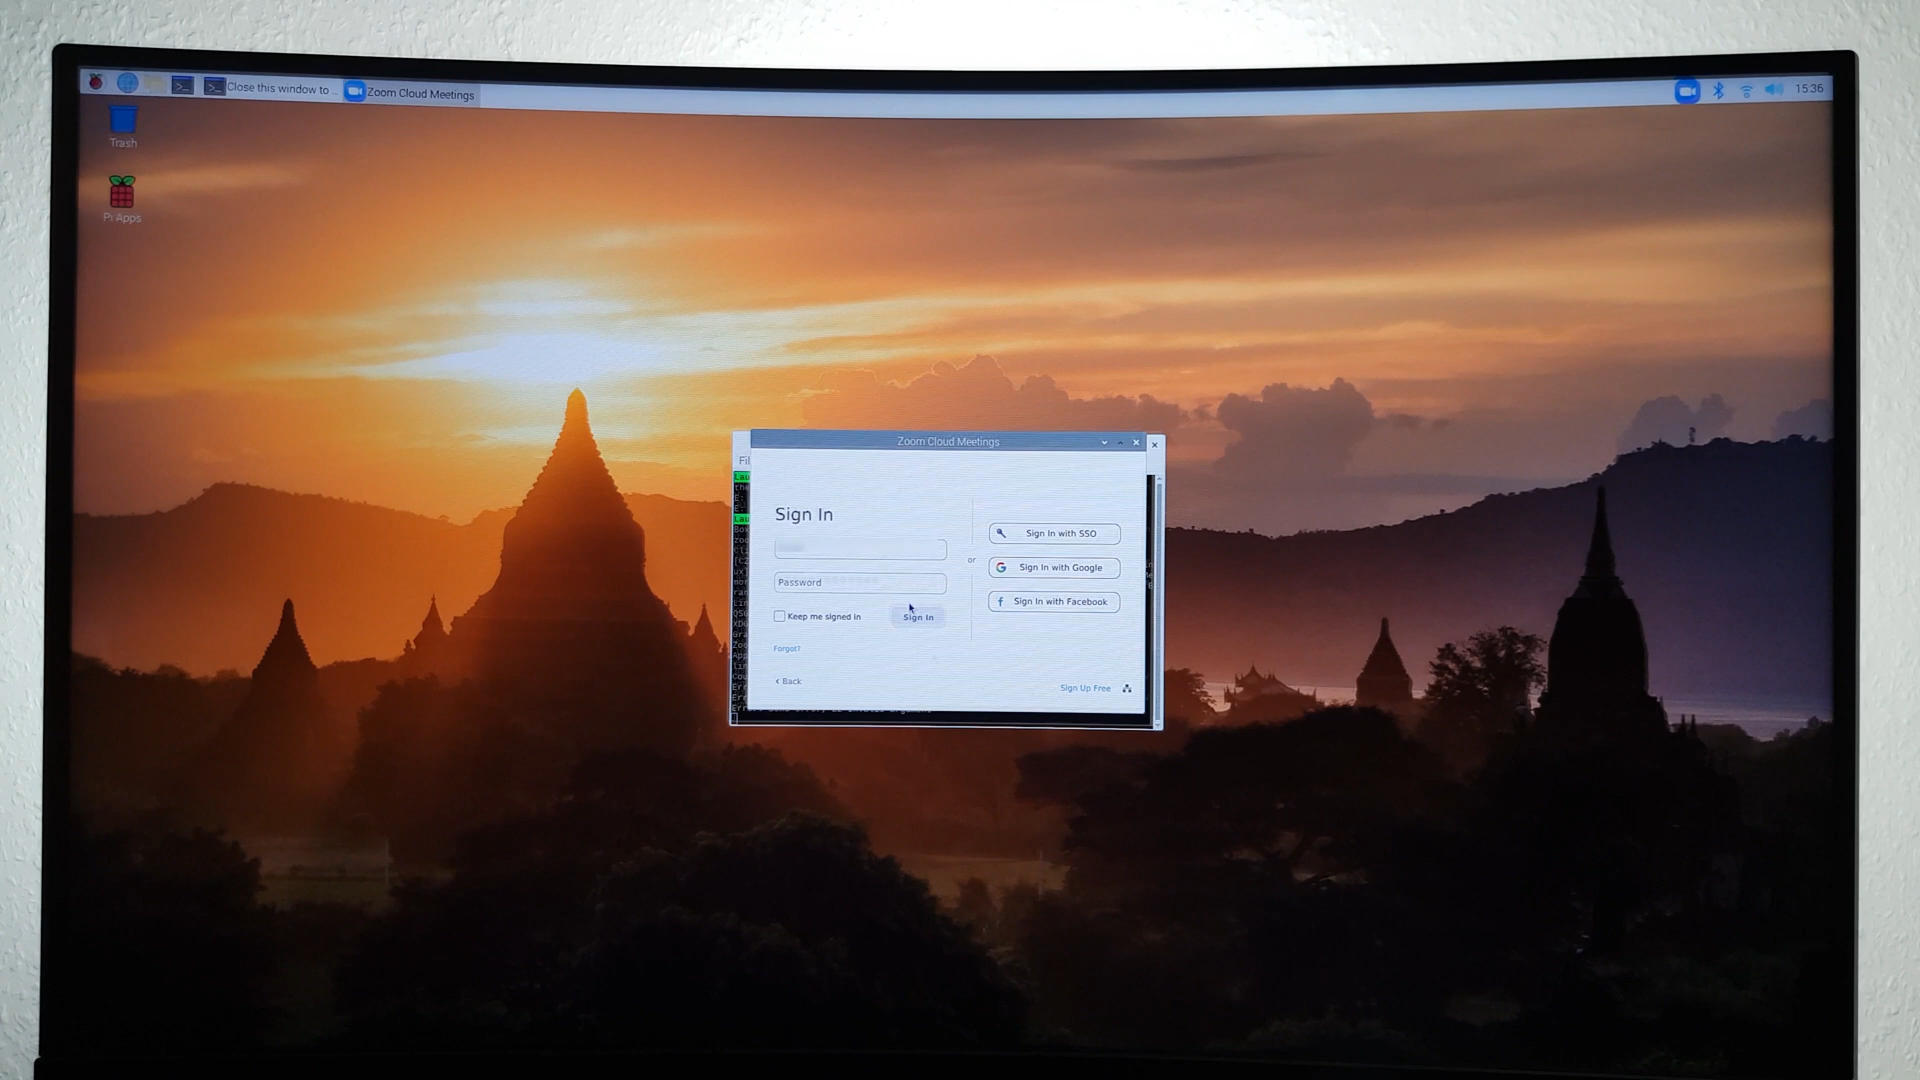 Close this window to ...
Zoom Cloud Meetings
15:36
Trash
Pi Apps
Zoom Cloud Meetings
Fil
Sign In
Password
Keep me signed in
Sign In
Forgot?
‹ Back
or
Sign In with SSO
Sign In with Google
Sign In with Facebook
Sign Up Free